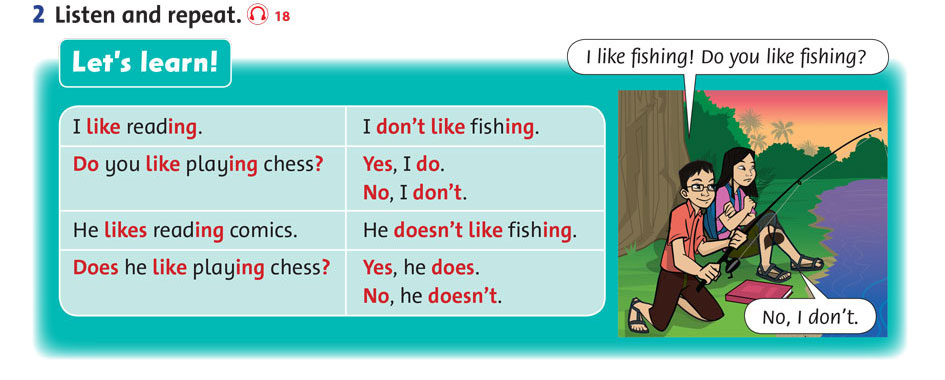 2 Listen and repeat. 18
Let's learn!
I like fishing! Do you like fishing?
I like reading.
I don't like fishing.
Do you like playing chess?
Yes, I do.
No, I don't.
He likes reading comics.
He doesn't like fishing.
Does he like playing chess?
Yes, he does.
No, he doesn't.
No, I don't.